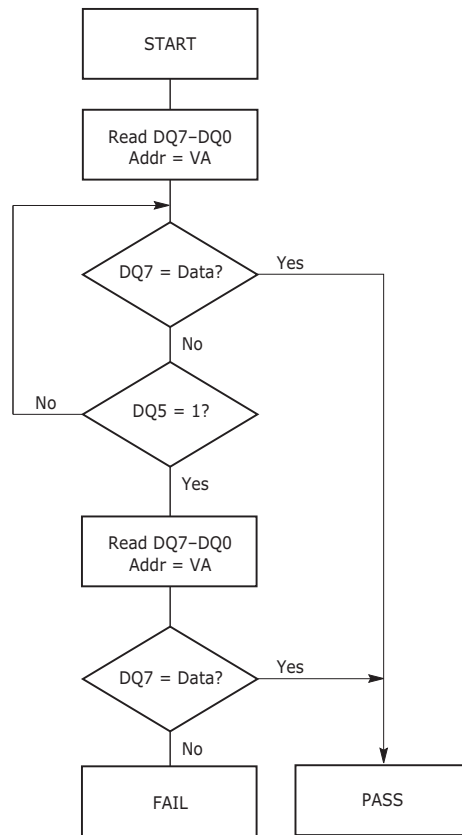 START
Read DQ7–DQ0
Addr = VA
DQ7 = Data?
Yes
No
No
DQ5 = 1?
Yes
Read DQ7–DQ0
Addr = VA
DQ7 = Data?
Yes
No
FAIL
PASS